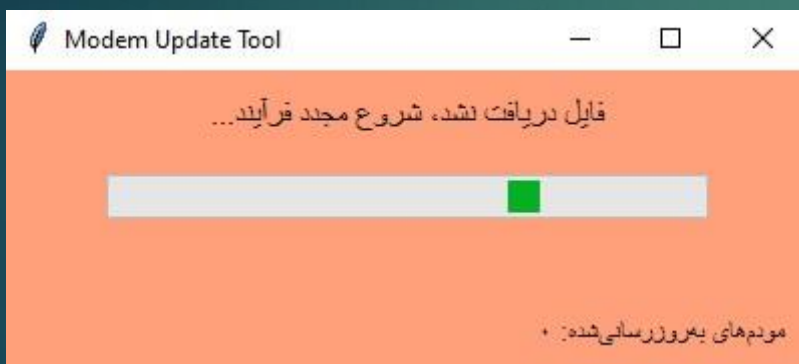 Modem Update Tool
فایل دریافت نشد، شروع مجدد فرآیند...
مودم‌های به‌روزرسانی‌شده: ۰